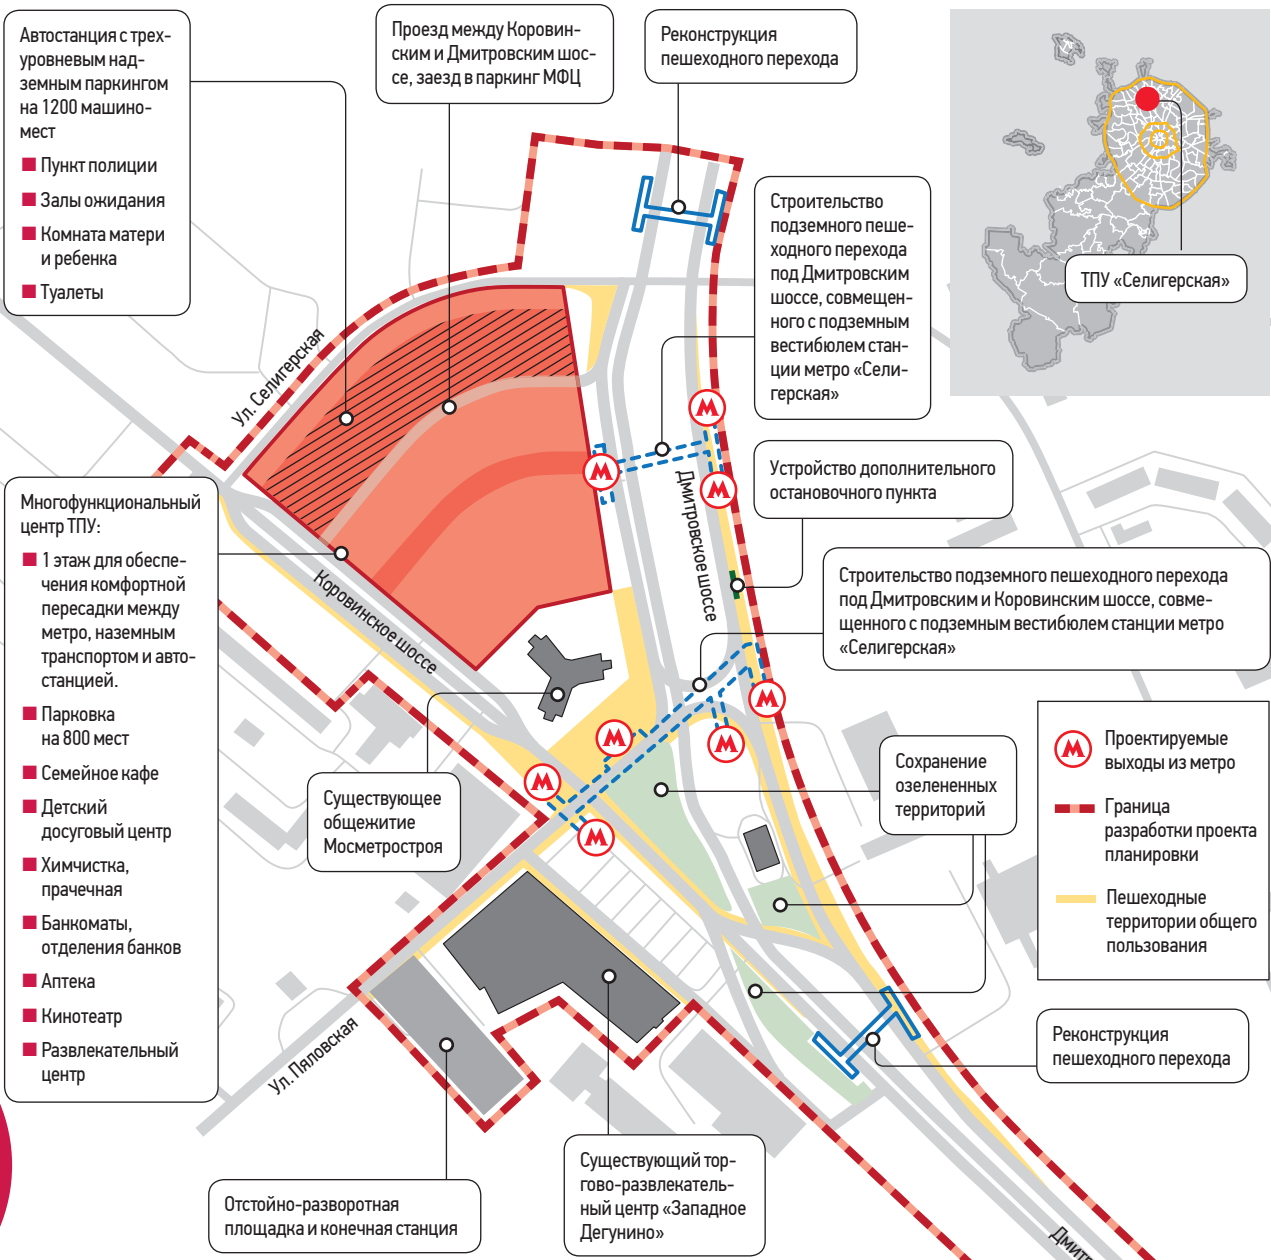 Автостанция с трех-
уровневым над-
земным паркингом
на 1200 машино-
мест
Пункт полиции
Залы ожидания
Комната матери
и ребенка
Туалеты
Проезд между Коровин-
ским и Дмитровским шос-
се, заезд в паркинг МФЦ
Реконструкция
пешеходного перехода
Строительство
подземного пеше-
ходного перехода
под Дмитровским
шоссе, совмещен-
ного с подземным
вестибюлем стан-
ции метро «Сели-
герская»
ТПУ «Селигерская»
Ул. Селигерская
Устройство дополнительного
остановочного пункта
Дмитровское шоссе
Многофункциональный
центр ТПУ:
1 этаж для обеспе-
чения комфортной
пересадки между
метро, наземным
транспортом и авто-
станцией.
Парковка
на 800 мест
Семейное кафе
Детский
досуговый центр
Химчистка,
прачечная
Банкоматы,
отделения банков
Аптека
Кинотеатр
Развлекательный
центр
Коровинское шоссе
Строительство подземного пешеходного перехода
под Дмитровским и Коровинским шоссе, совме-
щенного с подземным вестибюлем станции метро
«Селигерская»
Существующее
общежитие
Мосметростроя
Сохранение
озелененных
территорий
М
М
М
М
М
М
М
М
М
Проектируемые
выходы из метро
Граница
разработки проекта
планировки
Пешеходные
территории общего
пользования
Реконструкция
пешеходного перехода
Ул. Пяловская
Отстойно-разворотная
площадка и конечная станция
Существующий тор-
гово-развлекатель-
ный центр «Западное
Дегунино»
Дмитр